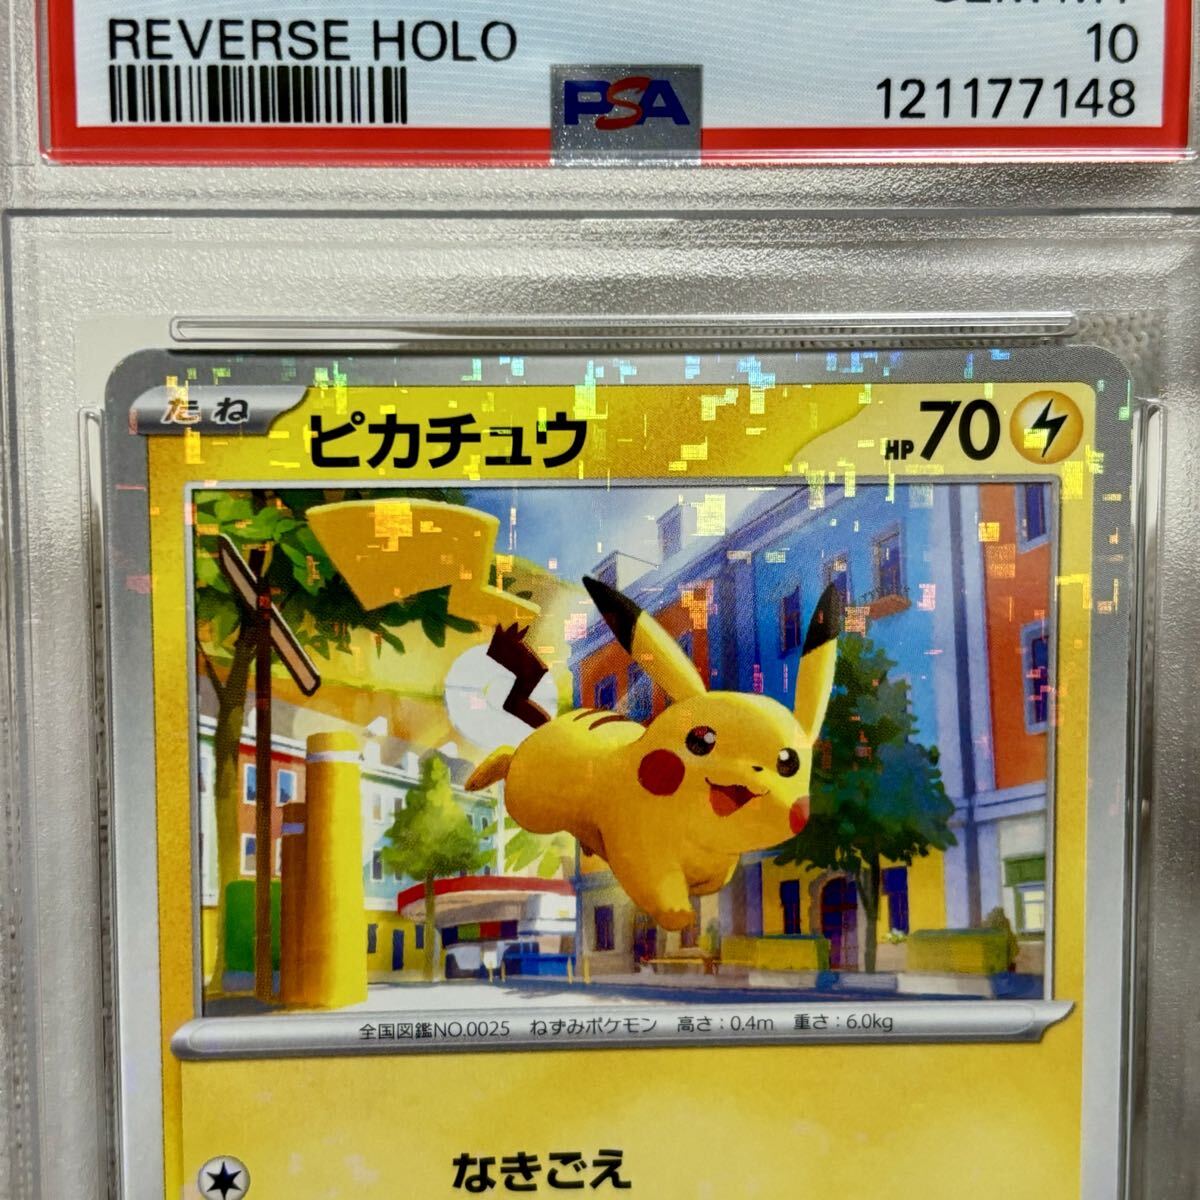 REVERSE HOLO
10
PSA
121177148
たね
ピカチュウ
HP70
全国図鑑NO.0025 ねずみポケモン 高さ:0.4m 重さ:6.0kg
なきごえ